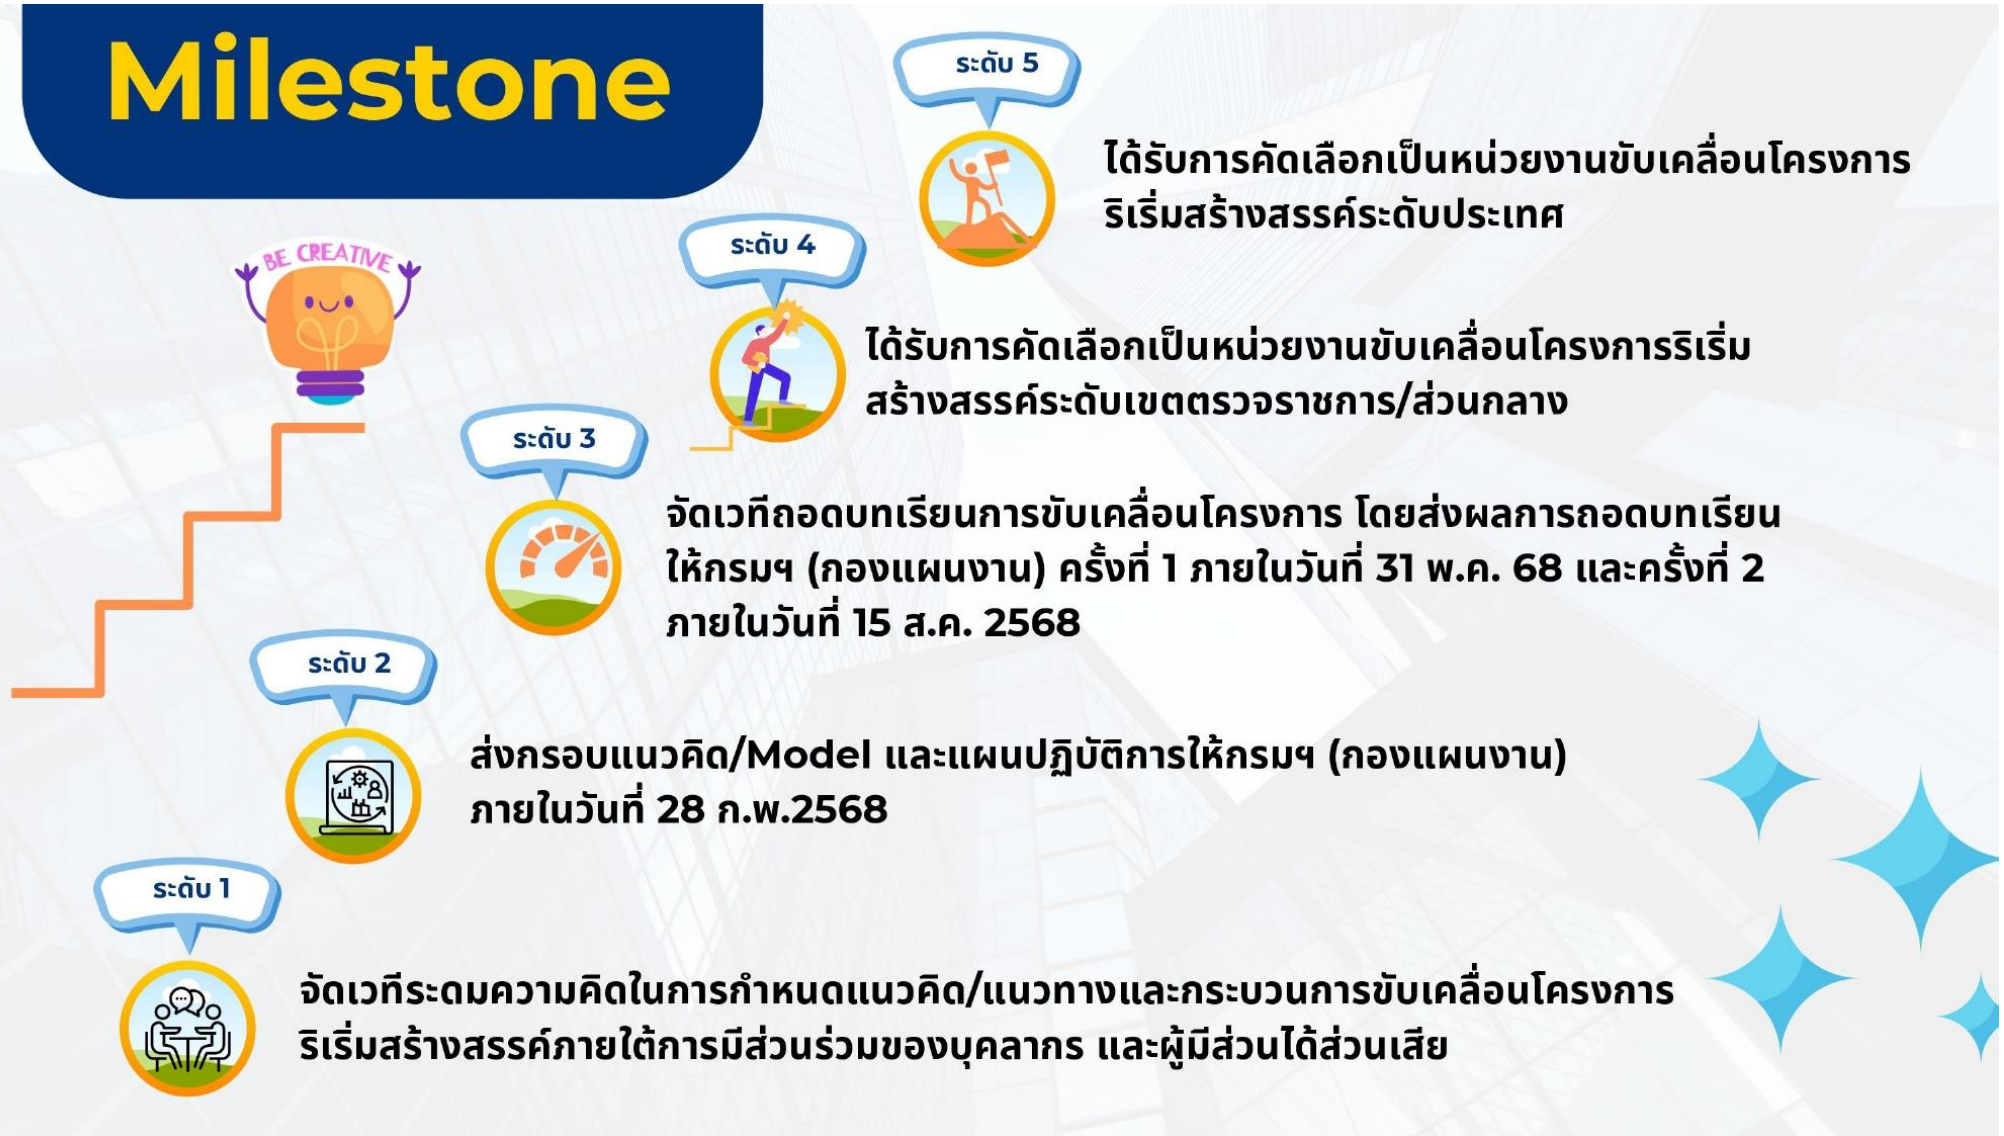 Milestone
BE CREATIVE
ระดับ 5
ได้รับการคัดเลือกเป็นหน่วยงานขับเคลื่อนโครงการ
ริเริ่มสร้างสรรค์ระดับประเทศ
ระดับ 4
ได้รับการคัดเลือกเป็นหน่วยงานขับเคลื่อนโครงการริเริ่ม
สร้างสรรค์ระดับเขตตรวจราชการ/ส่วนกลาง
ระดับ 3
จัดเวทีถอดบทเรียนการขับเคลื่อนโครงการ โดยส่งผลการถอดบทเรียน
ให้กรมฯ (กองแผนงาน) ครั้งที่ 1 ภายในวันที่ 31 พ.ค. 68 และครั้งที่ 2
ภายในวันที่ 15 ส.ค. 2568
ระดับ 2
ส่งกรอบแนวคิด/Model และแผนปฏิบัติการให้กรมฯ (กองแผนงาน)
ภายในวันที่ 28 ก.พ.2568
ระดับ 1
จัดเวทีระดมความคิดในการกำหนดแนวคิด/แนวทางและกระบวนการขับเคลื่อนโครงการ
ริเริ่มสร้างสรรค์ภายใต้การมีส่วนร่วมของบุคลากร และผู้มีส่วนได้ส่วนเสีย